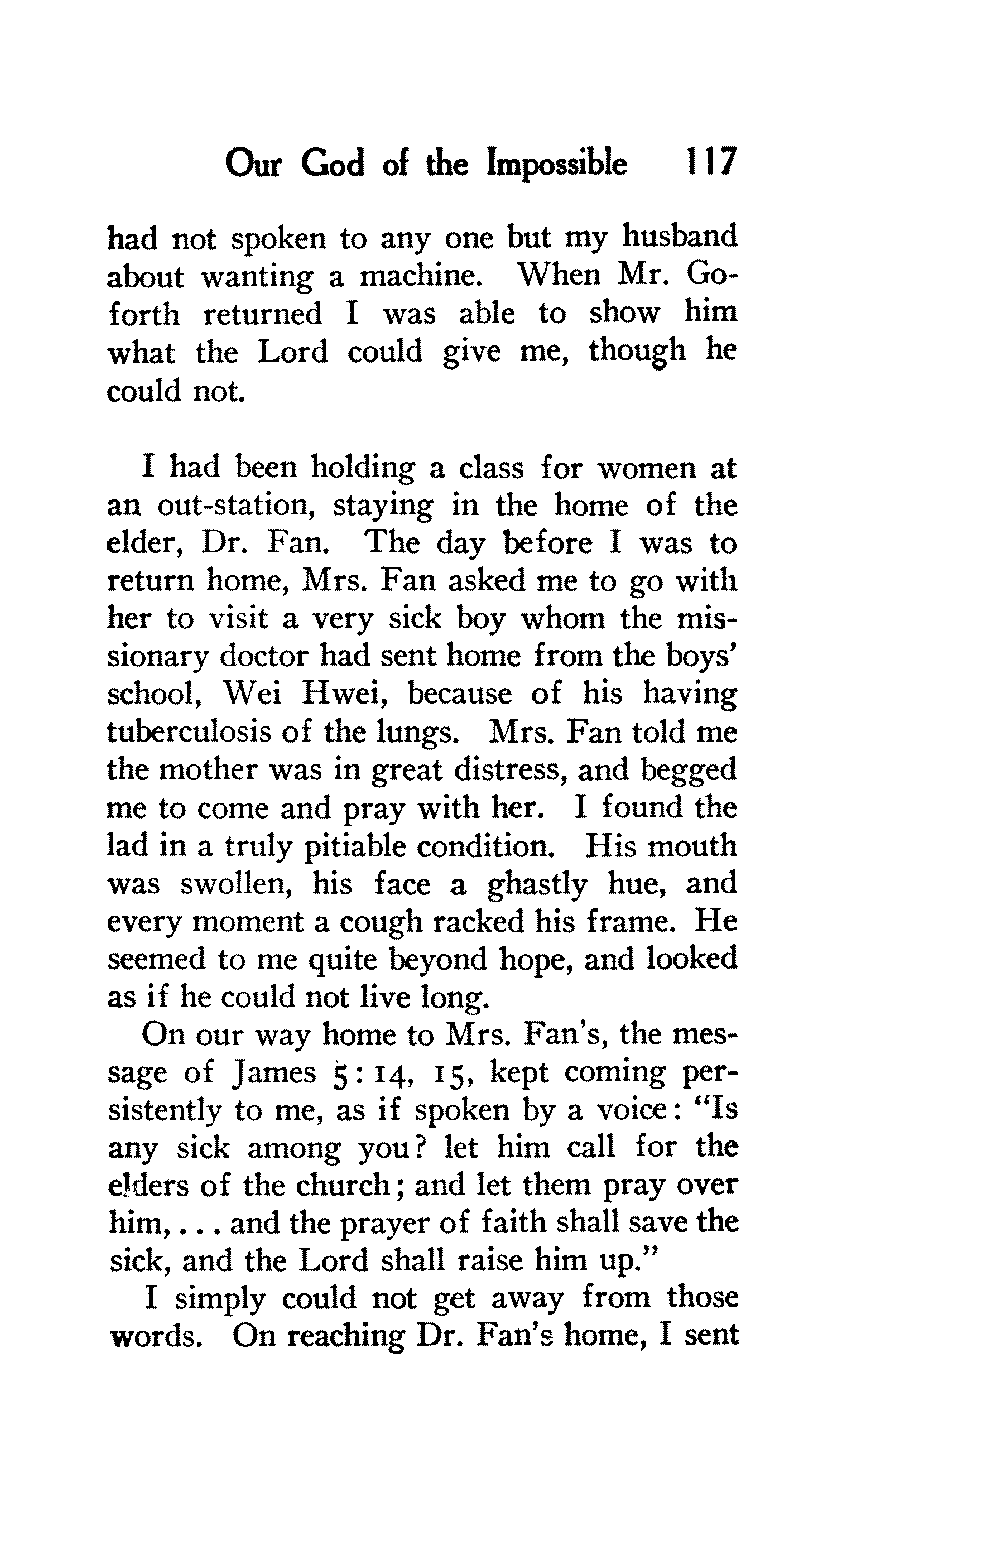 Our God of the Impossible 117
had not spoken to any one but my husband
about wanting a machine. When Mr. Go-
forth returned I was able to show him
what the Lord could give me, though he
could not.
I had been holding a class for women at
an out-station, staying in the home of the
elder, Dr. Fan. The day before I was to
return home, Mrs. Fan asked me to go with
her to visit a very sick boy whom the mis-
sionary doctor had sent home from the boys'
school, Wei Hwei, because of his having
tuberculosis of the lungs. Mrs. Fan told me
the mother was in great distress, and begged
me to come and pray with her. I found the
lad in a truly pitiable condition. His mouth
was swollen, his face a ghastly hue, and
every moment a cough racked his frame. He
seemed to me quite beyond hope, and looked
as if he could not live long.
On our way home to Mrs. Fan's, the mes-
sage of James 5: 14, 15, kept coming per-
sistently to me, as if spoken by a voice: "Is
any sick among you? let him call for the
elders of the church; and let them pray over
him, . . . and the prayer of faith shall save the
sick, and the Lord shall raise him up."
I simply could not get away from those
words. On reaching Dr. Fan's home, I sent